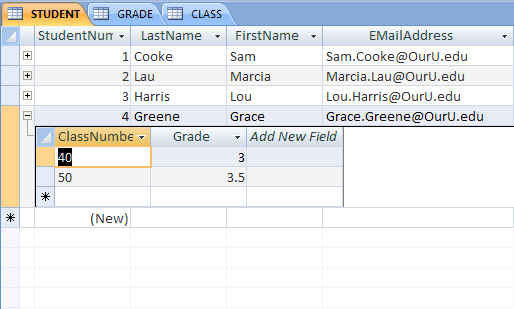 STUDENT GRADE CLASS
StudentNum LastName FirstName EMailAddress
1 Cooke Sam Sam.Cooke@OurU.edu
2 Lau Marcia Marcia.Lau@OurU.edu
3 Harris Lou Lou.Harris@OurU.edu
4 Greene Grace Grace.Greene@OurU.edu
ClassNumbe Grade Add New Field
40 3
50 3.5
(New)